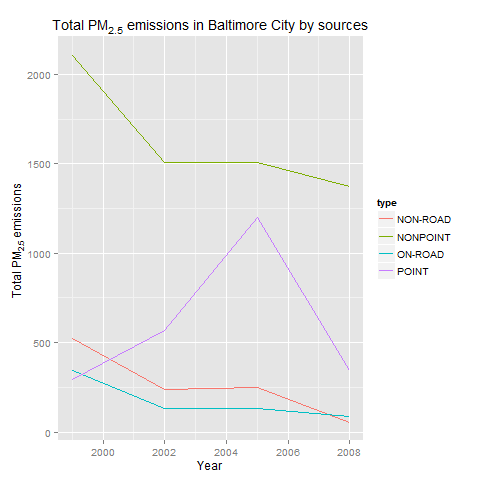 Total PM2.5 emissions in Baltimore City by sources
Total PM2.5 emissions
2000
1500
1000
500
0
2000
2002
2004
2006
2008
Year
type
NON-ROAD
NONPOINT
ON-ROAD
POINT